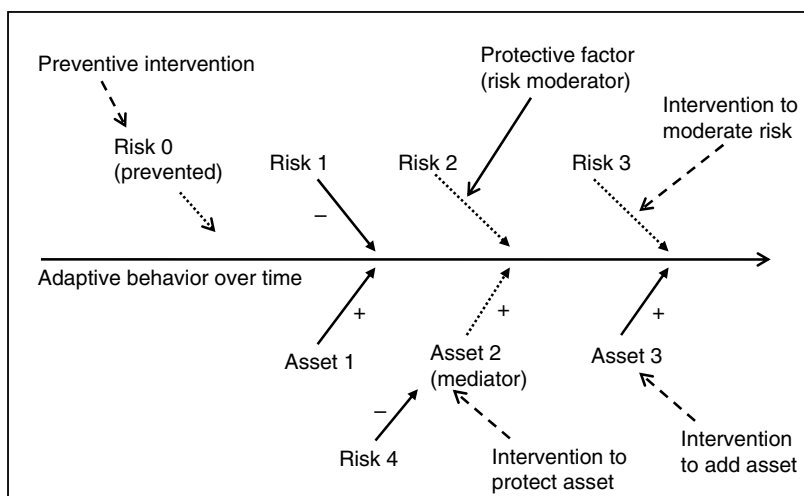 Preventive intervention
Risk 0
(prevented)
Risk 1
–
Risk 2
Protective factor
(risk moderator)
Risk 3
Intervention to
moderate risk
Adaptive behavior over time
+
Asset 1
+
Asset 2
(mediator)
–
Risk 4
Intervention to
protect asset
+
Asset 3
Intervention
to add asset